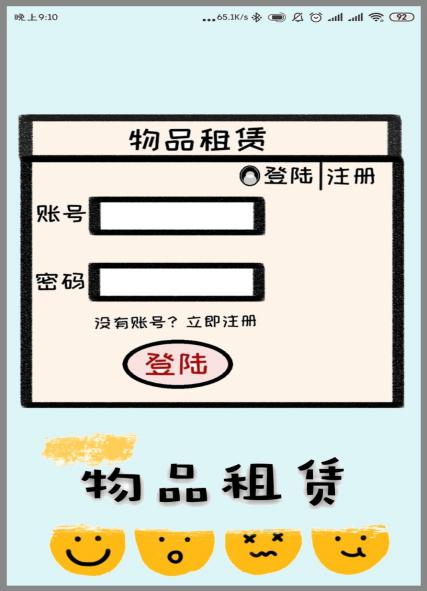 晚上9:10 ...65.1K/s 92
物品租赁
登陆 注册
账号
密码
没有账号？立即注册
登陆
物品租赁